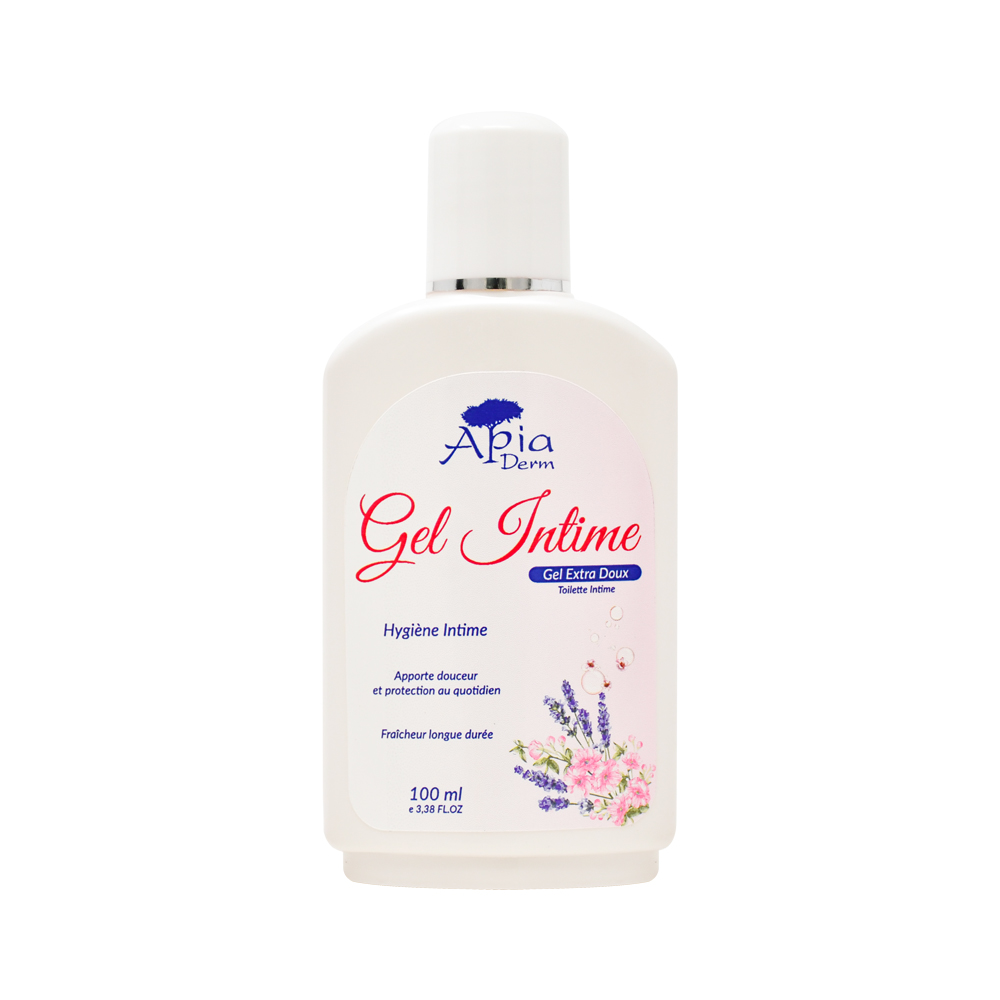 Apia
Derm
Gel Intime
Gel Extra Doux
Toilette Intime
Hygiène Intime
Apporte douceur
et protection au quotidien
Fraîcheur longue durée
100 ml
e 3,38 FL.OZ